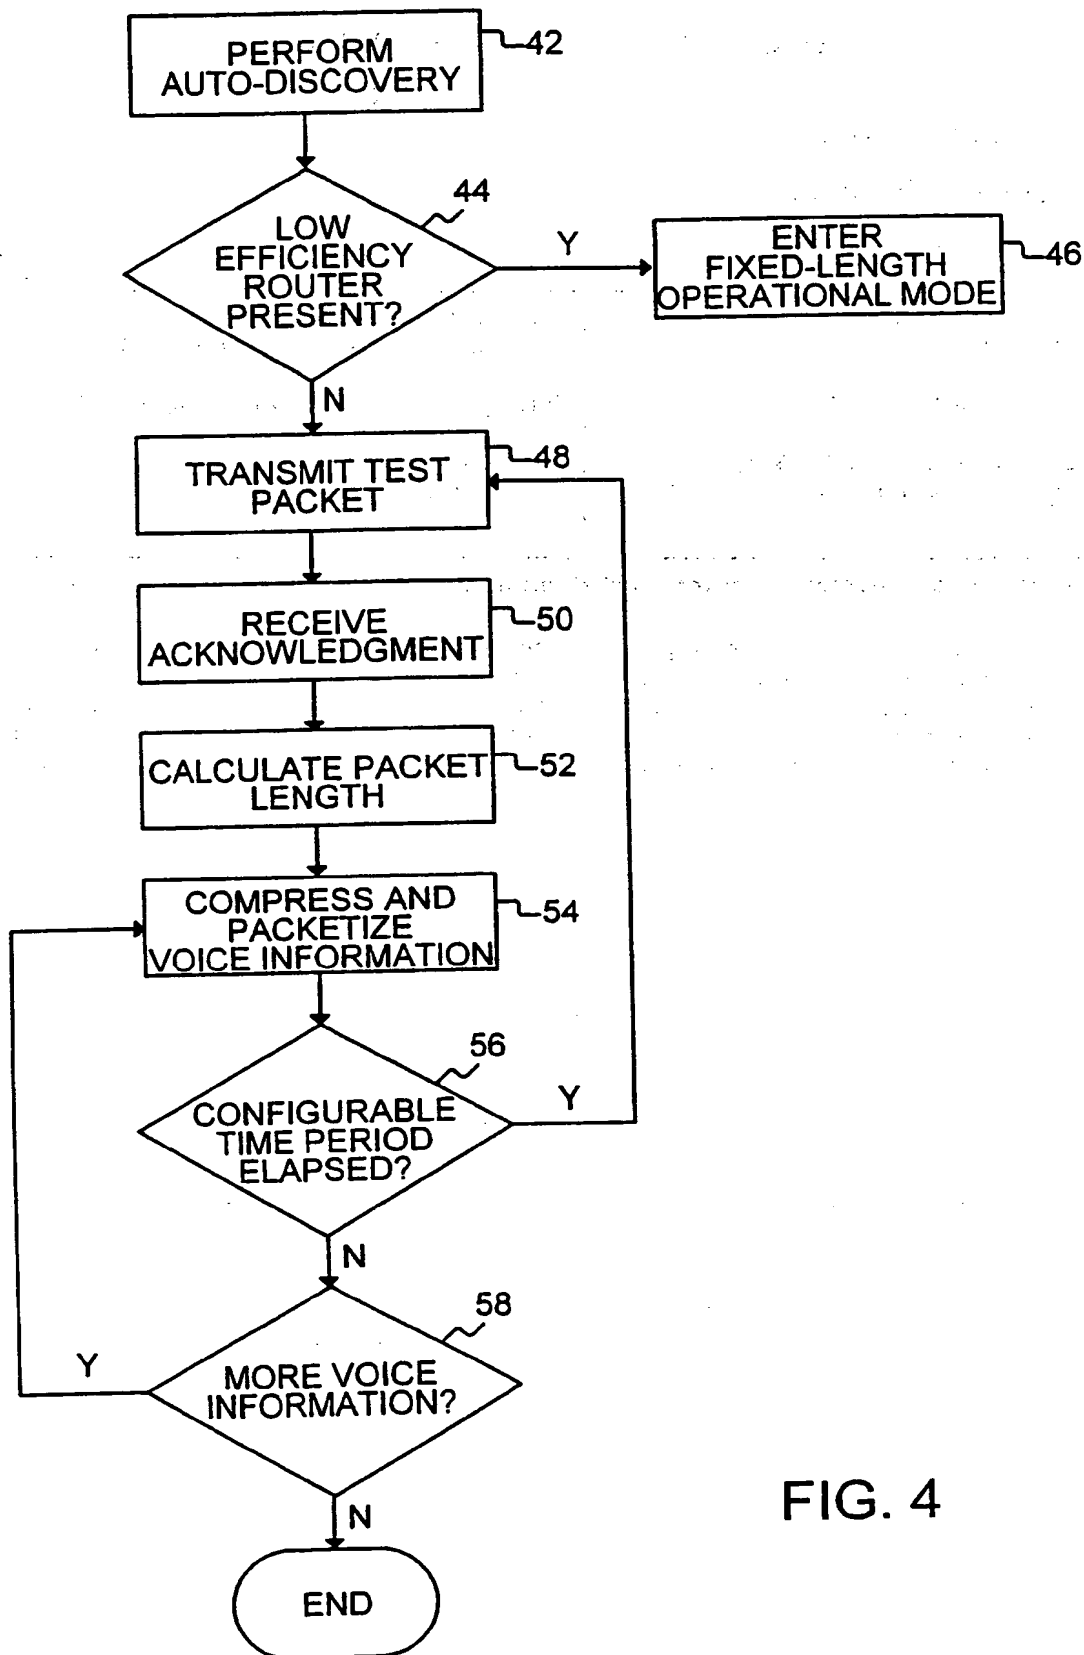 PERFORM
AUTO-DISCOVERY
42
44
LOW
EFFICIENCY
ROUTER
PRESENT?
Y
ENTER
FIXED-LENGTH
OPERATIONAL MODE
46
N
TRANSMIT TEST
PACKET
48
RECEIVE
ACKNOWLEDGMENT
50
CALCULATE PACKET
LENGTH
52
COMPRESS AND
PACKETIZE
VOICE INFORMATION
54
56
CONFIGURABLE
TIME PERIOD
ELAPSED?
Y
N
58
MORE VOICE
INFORMATION?
Y
N
END
FIG. 4